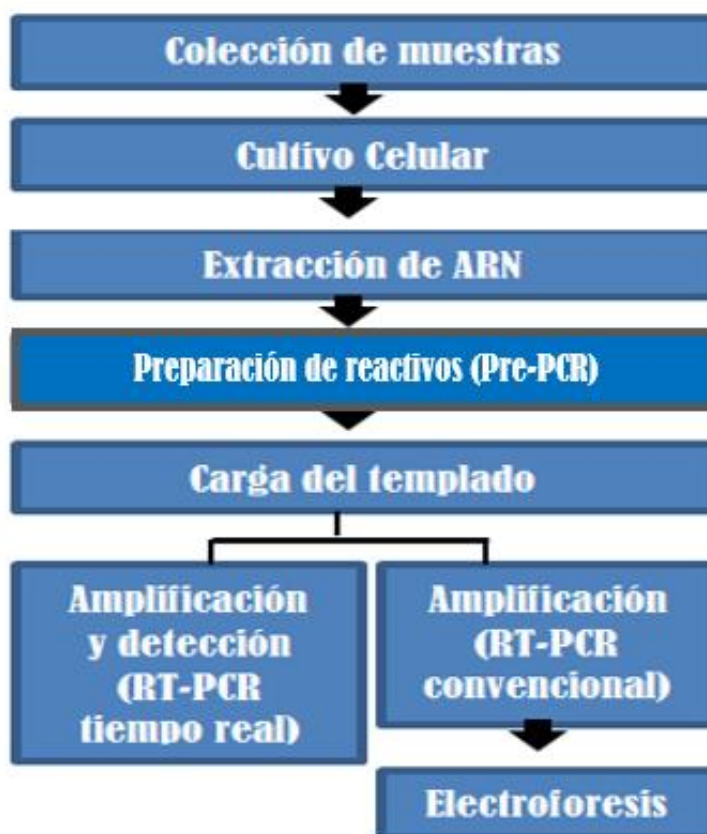 Colección de muestras
Cultivo Celular
Extracción de ARN
Preparación de reactivos (Pre-PCR)
Carga del templado
Amplificación
y detección
(RT-PCR
tiempo real)
Amplificación
(RT-PCR
convencional)
Electroforesis